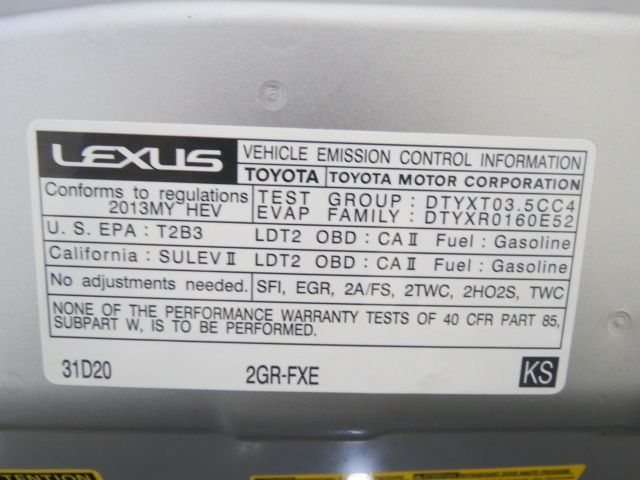 LEXUS VEHICLE EMISSION CONTROL INFORMATION
TOYOTA TOYOTA MOTOR CORPORATION
Conforms to regulations TEST GROUP : DTYXT03.5CC4
2013MY HEV EVAP FAMILY : DTYXR0160E52
U. S. EPA : T2B3 LDT2 OBD : CA II Fuel : Gasoline
California : SULEV II LDT2 OBD : CA II Fuel : Gasoline
No adjustments needed. SFI, EGR, 2A/FS, 2TWC, 2HO2S, TWC
NONE OF THE PERFORMANCE WARRANTY TESTS OF 40 CFR PART 85,
SUBPART W, IS TO BE PERFORMED.
31D20 2GR-FXE KS